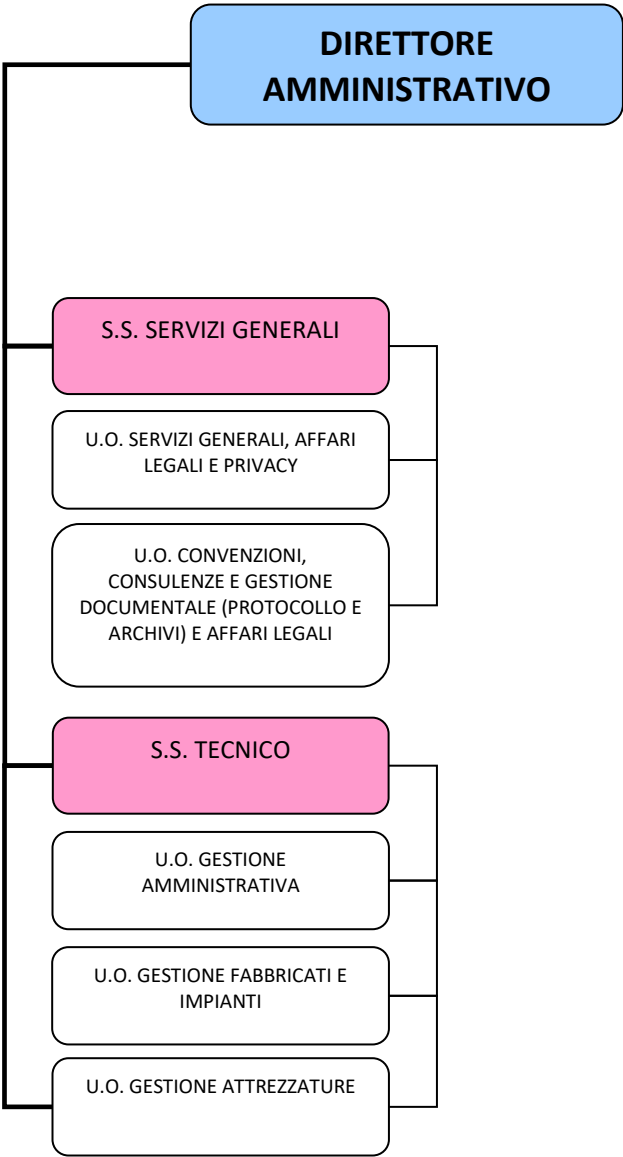 DIRETTORE
AMMINISTRATIVO
S.S. SERVIZI GENERALI
U.O. SERVIZI GENERALI, AFFARI
LEGALI E PRIVACY
U.O. CONVENZIONI,
CONSULENZE E GESTIONE
DOCUMENTALE (PROTOCOLLO E
ARCHIVI) E AFFARI LEGALI
S.S. TECNICO
U.O. GESTIONE
AMMINISTRATIVA
U.O. GESTIONE FABBRICATI E
IMPIANTI
U.O. GESTIONE ATTREZZATURE